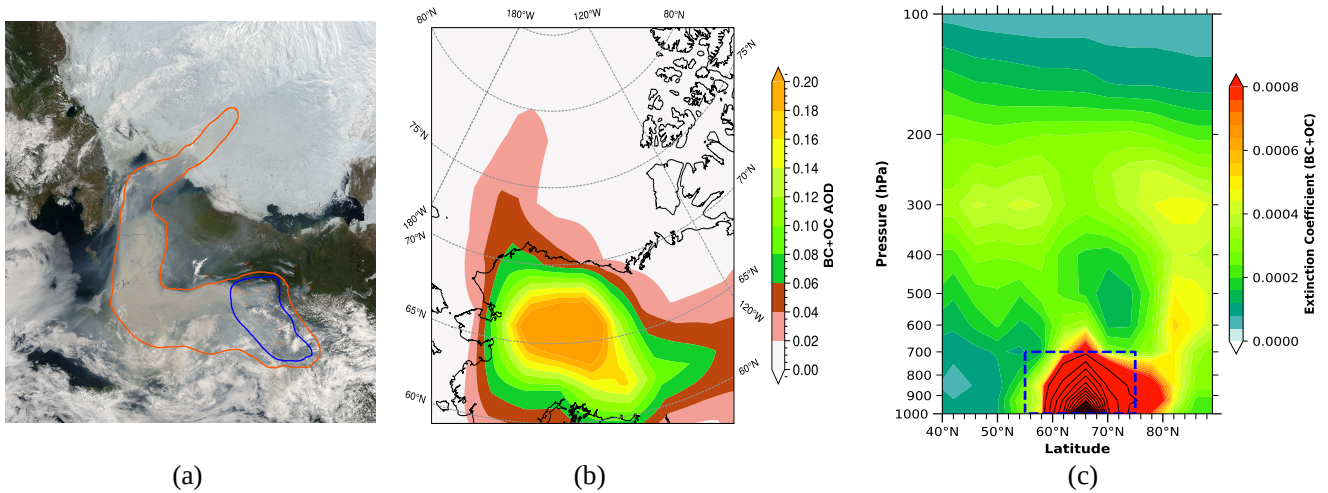 80°N
180°W
120°W
80°N
75°N
75°N
70°N
180°W
70°N
65°N
65°N
120°W
60°N
60°N
0.20
0.18
0.16
0.14
0.12
0.10
0.08
0.06
0.04
0.02
0.00
BC+OC AOD
100
200
300
400
500
600
700
800
900
1000
Pressure (hPa)
40°N 50°N 60°N 70°N 80°N
Latitude
0.0008
0.0006
0.0004
0.0002
0.0000
Extinction Coefficient (BC+OC)
(a) (b) (c)